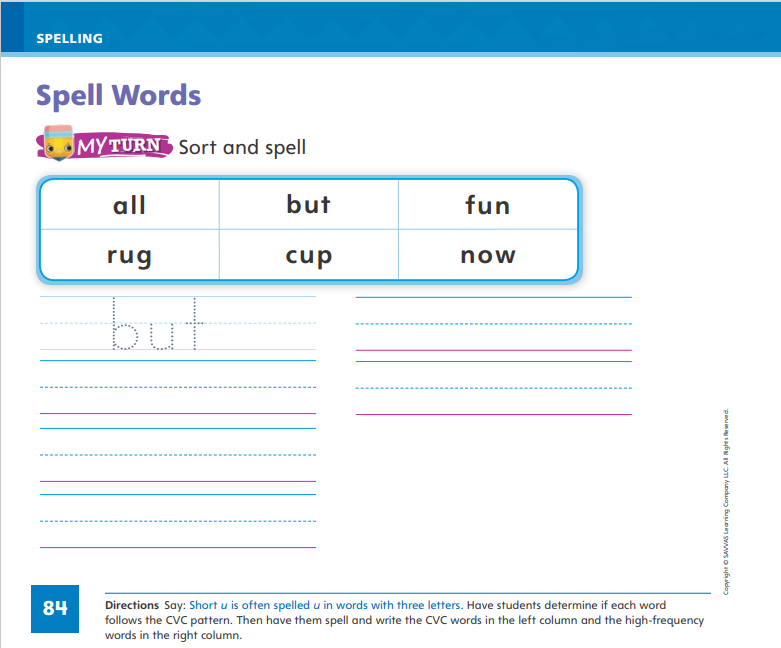 SPELLING
Spell Words
MY TURN Sort and spell
all but fun
rug cup now
but
Copyright © SAVVAS Learning Company LLC. All Rights Reserved.
84
Directions Say: Short u is often spelled u in words with three letters. Have students determine if each word
follows the CVC pattern. Then have them spell and write the CVC words in the left column and the high-frequency
words in the right column.